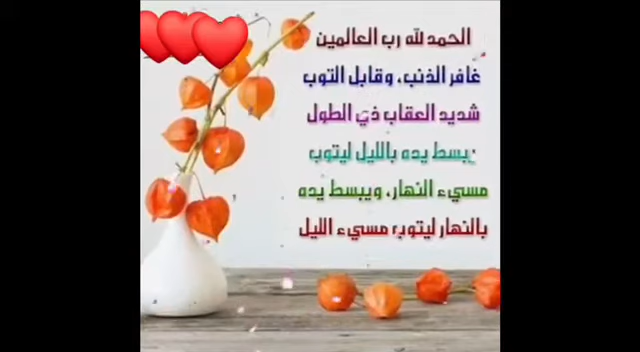 الحمد لله رب العالمين
غافر الذنب، وقابل التوب
شديد العقاب ذي الطول
يبسط يده بالليل ليتوب
مسيء النهار، ويبسط يده
بالنهار ليتوب مسيء الليل